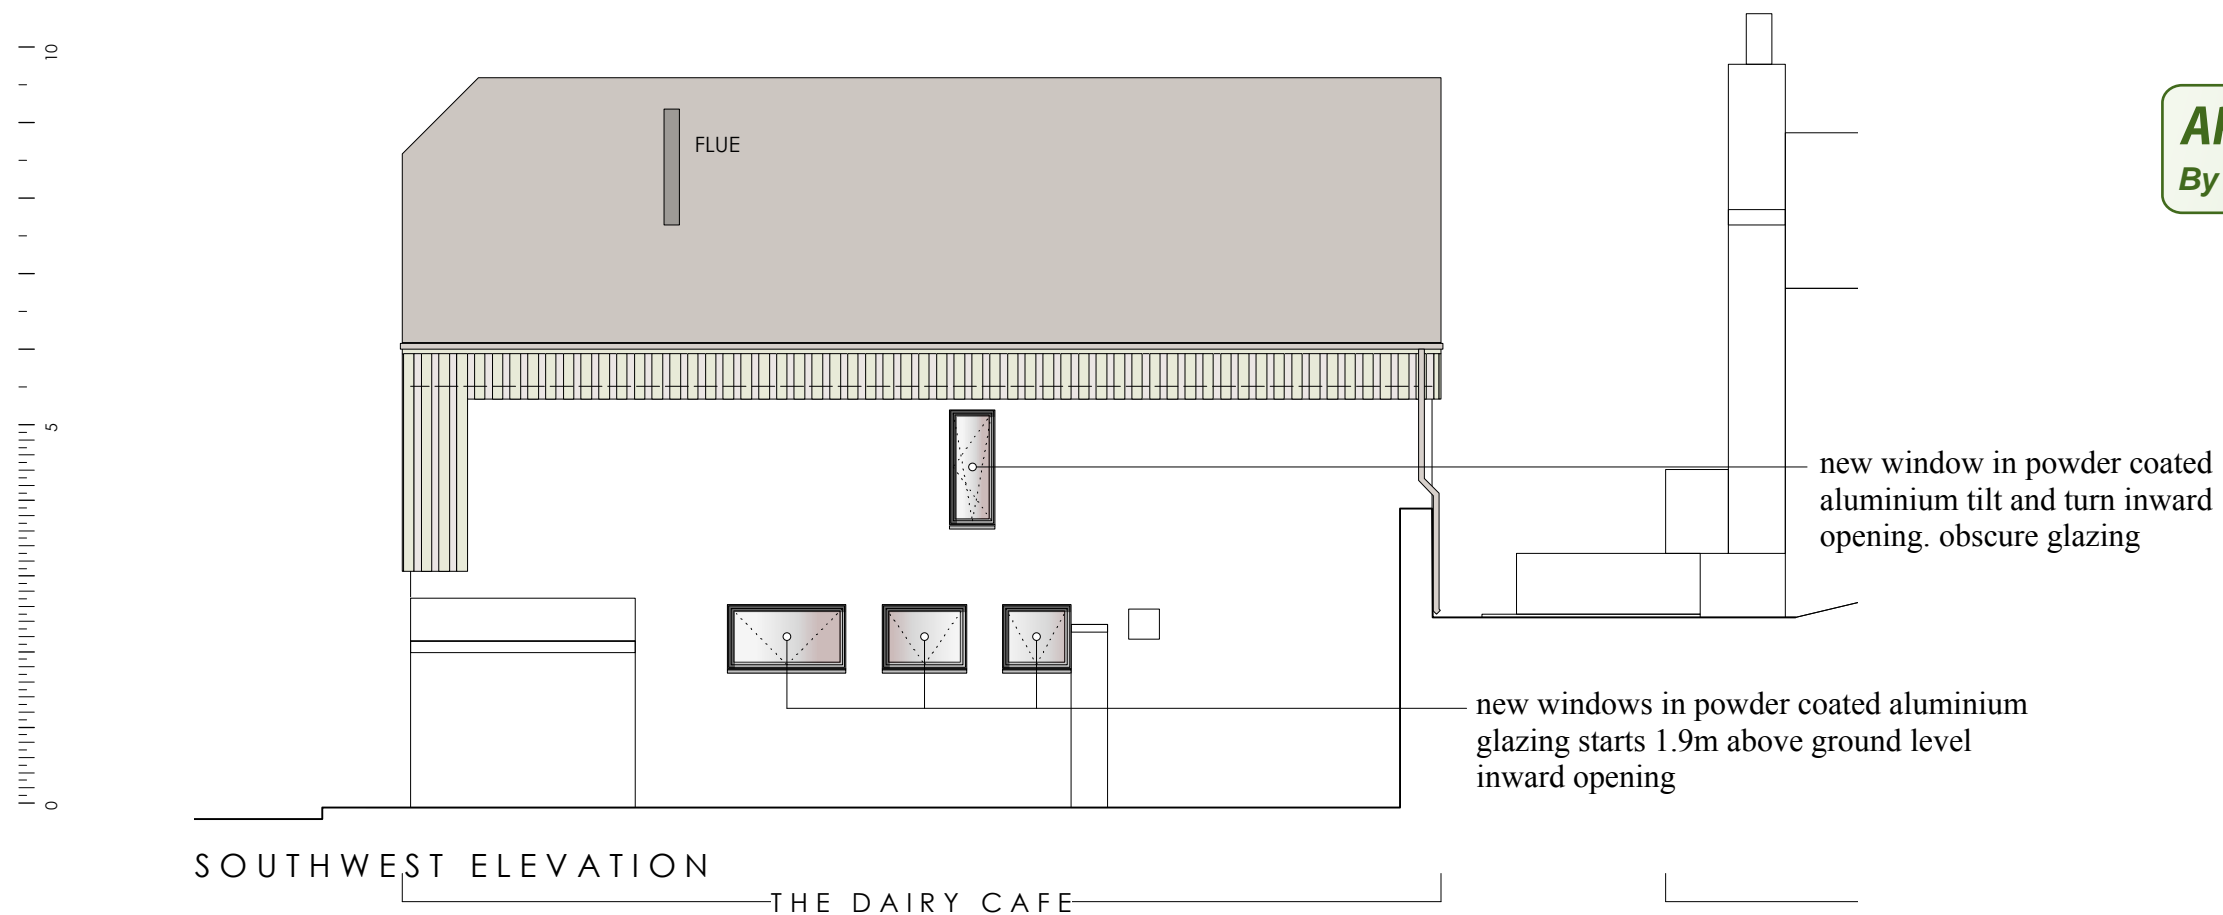 10
FLUE
By
5
new window in powder coated
aluminium tilt and turn inward
opening. obscure glazing
new windows in powder coated aluminium
glazing starts 1.9m above ground level
inward opening
0
SOUTHWEST ELEVATION
THE DAIRY CAFE